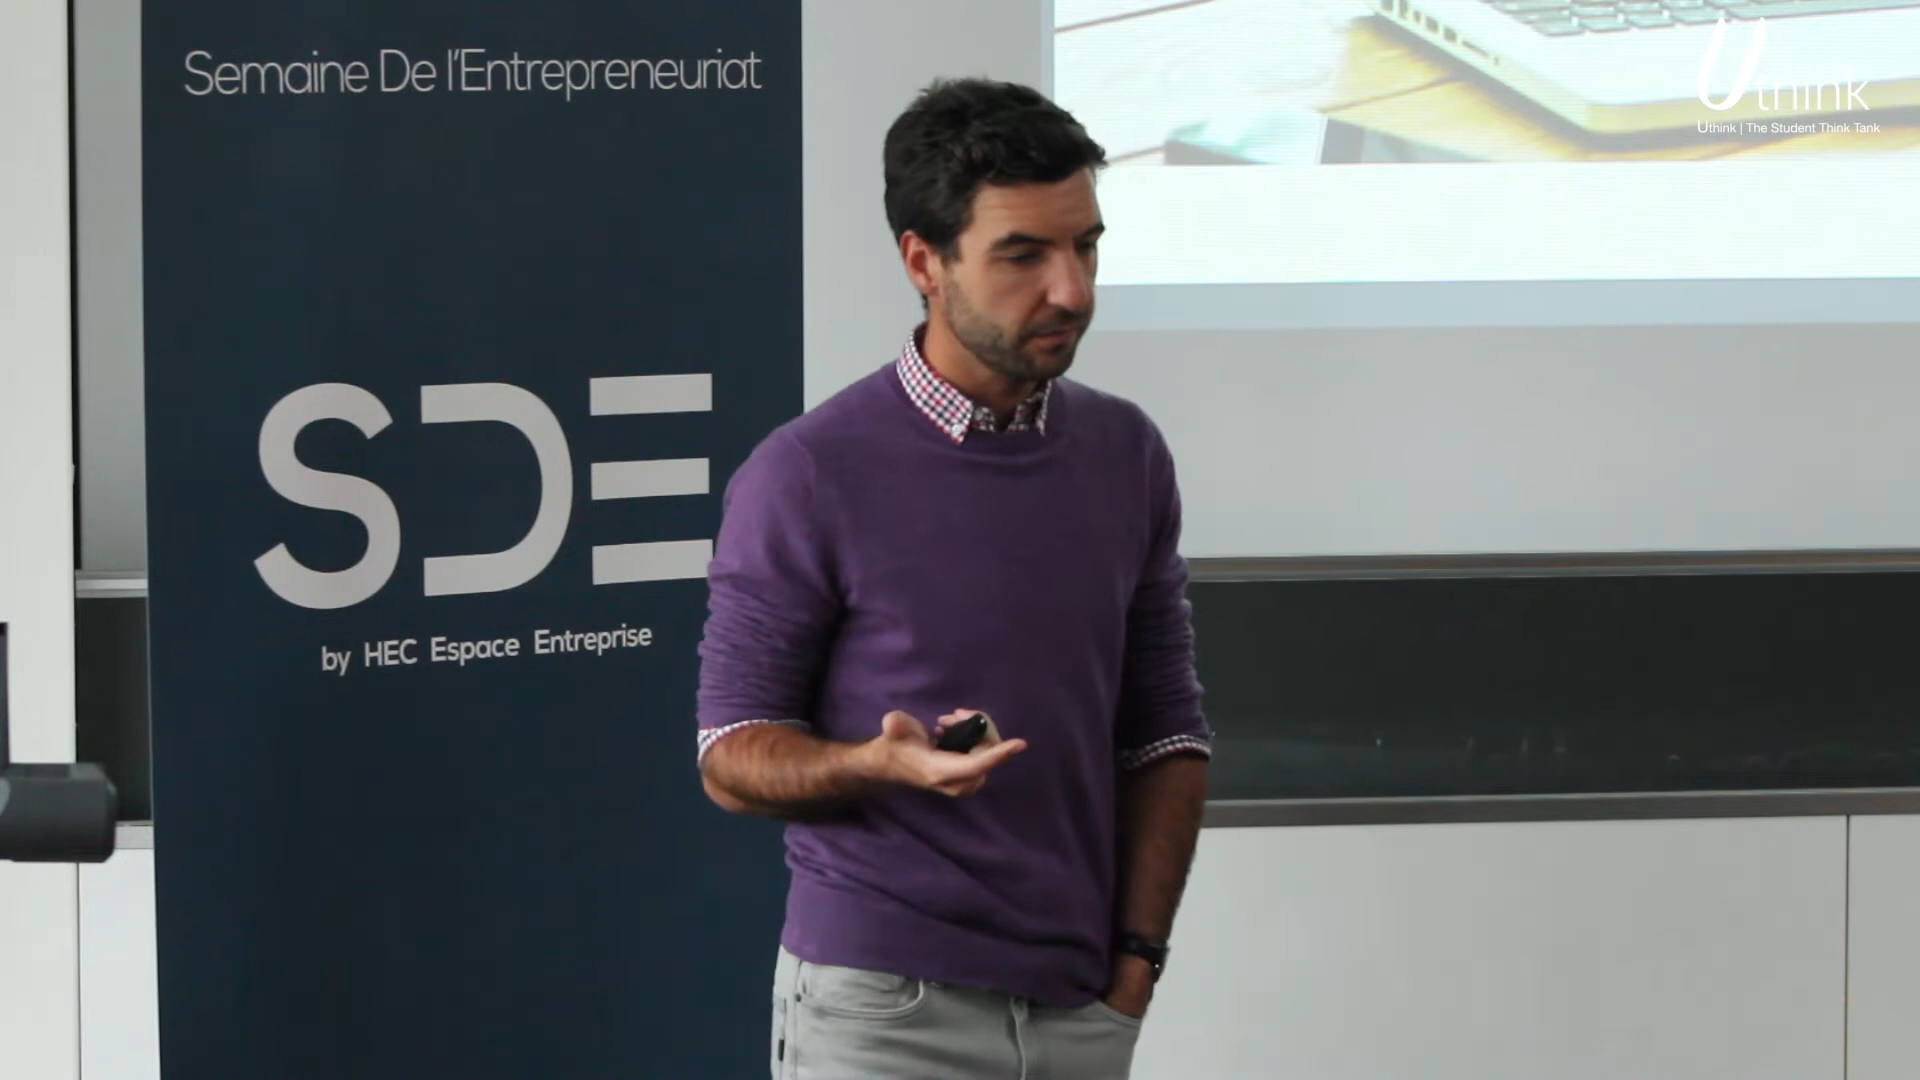 Semaine De l'Entrepreneuriat
SDE
by HEC Espace Entreprise
Uthink
Uthink | The Student Think Tank